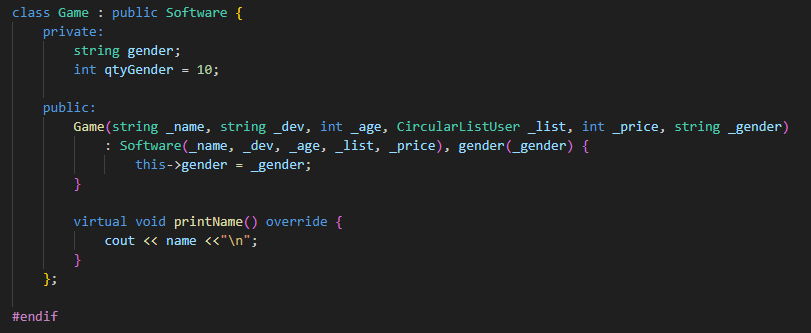 class Game : public Software {
    private:
        string gender;
        int qtyGender = 10;

    public:
        Game(string _name, string _dev, int _age, CircularListUser _list, int _price, string _gender)
            : Software(_name, _dev, _age, _list, _price), gender(_gender) {
                this->gender = _gender;
        }

        virtual void printName() override {
            cout << name <<"\n";
        }
    };

#endif